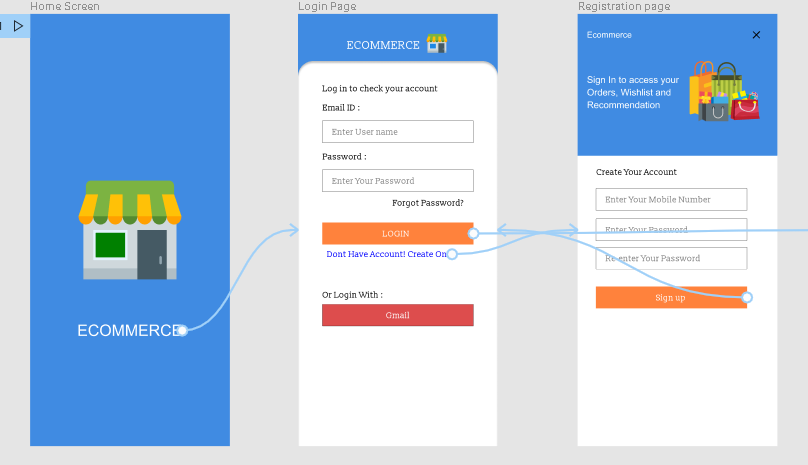 Home Screen
ECOMMERCE
Login Page
ECOMMERCE
Log in to check your account
Email ID :
Enter User name
Password :
Enter Your Password
Forgot Password?
LOGIN
Dont Have Account! Create On
Or Login With :
Gmail
Registration page
Ecommerce
Sign In to access your
Orders, Wishlist and
Recommendation
Create Your Account
Enter Your Mobile Number
Enter Your Password
Re-enter Your Password
Sign up